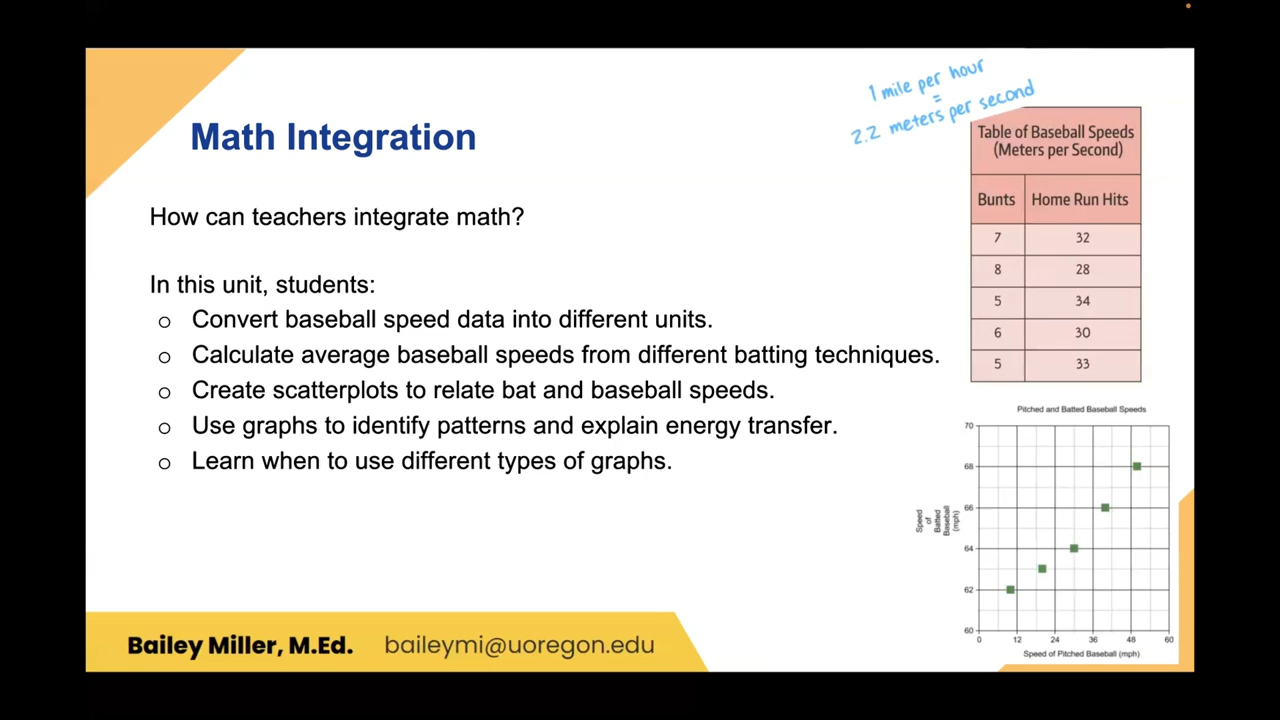 1 mile per hour
=
2.2 meters per second
Math Integration
How can teachers integrate math?
In this unit, students:
o Convert baseball speed data into different units.
o Calculate average baseball speeds from different batting techniques.
o Create scatterplots to relate bat and baseball speeds.
o Use graphs to identify patterns and explain energy transfer.
o Learn when to use different types of graphs.
Table of Baseball Speeds
(Meters per Second)
Bunts Home Run Hits
7 32
8 28
5 34
6 30
5 33
Pitched and Batted Baseball Speeds
Speed
of
Batted
Baseball
(mph)
70
68
66
64
62
60
0 12 24 36 48 60
Speed of Pitched Baseball (mph)
Bailey Miller, M.Ed. baileymi@uoregon.edu